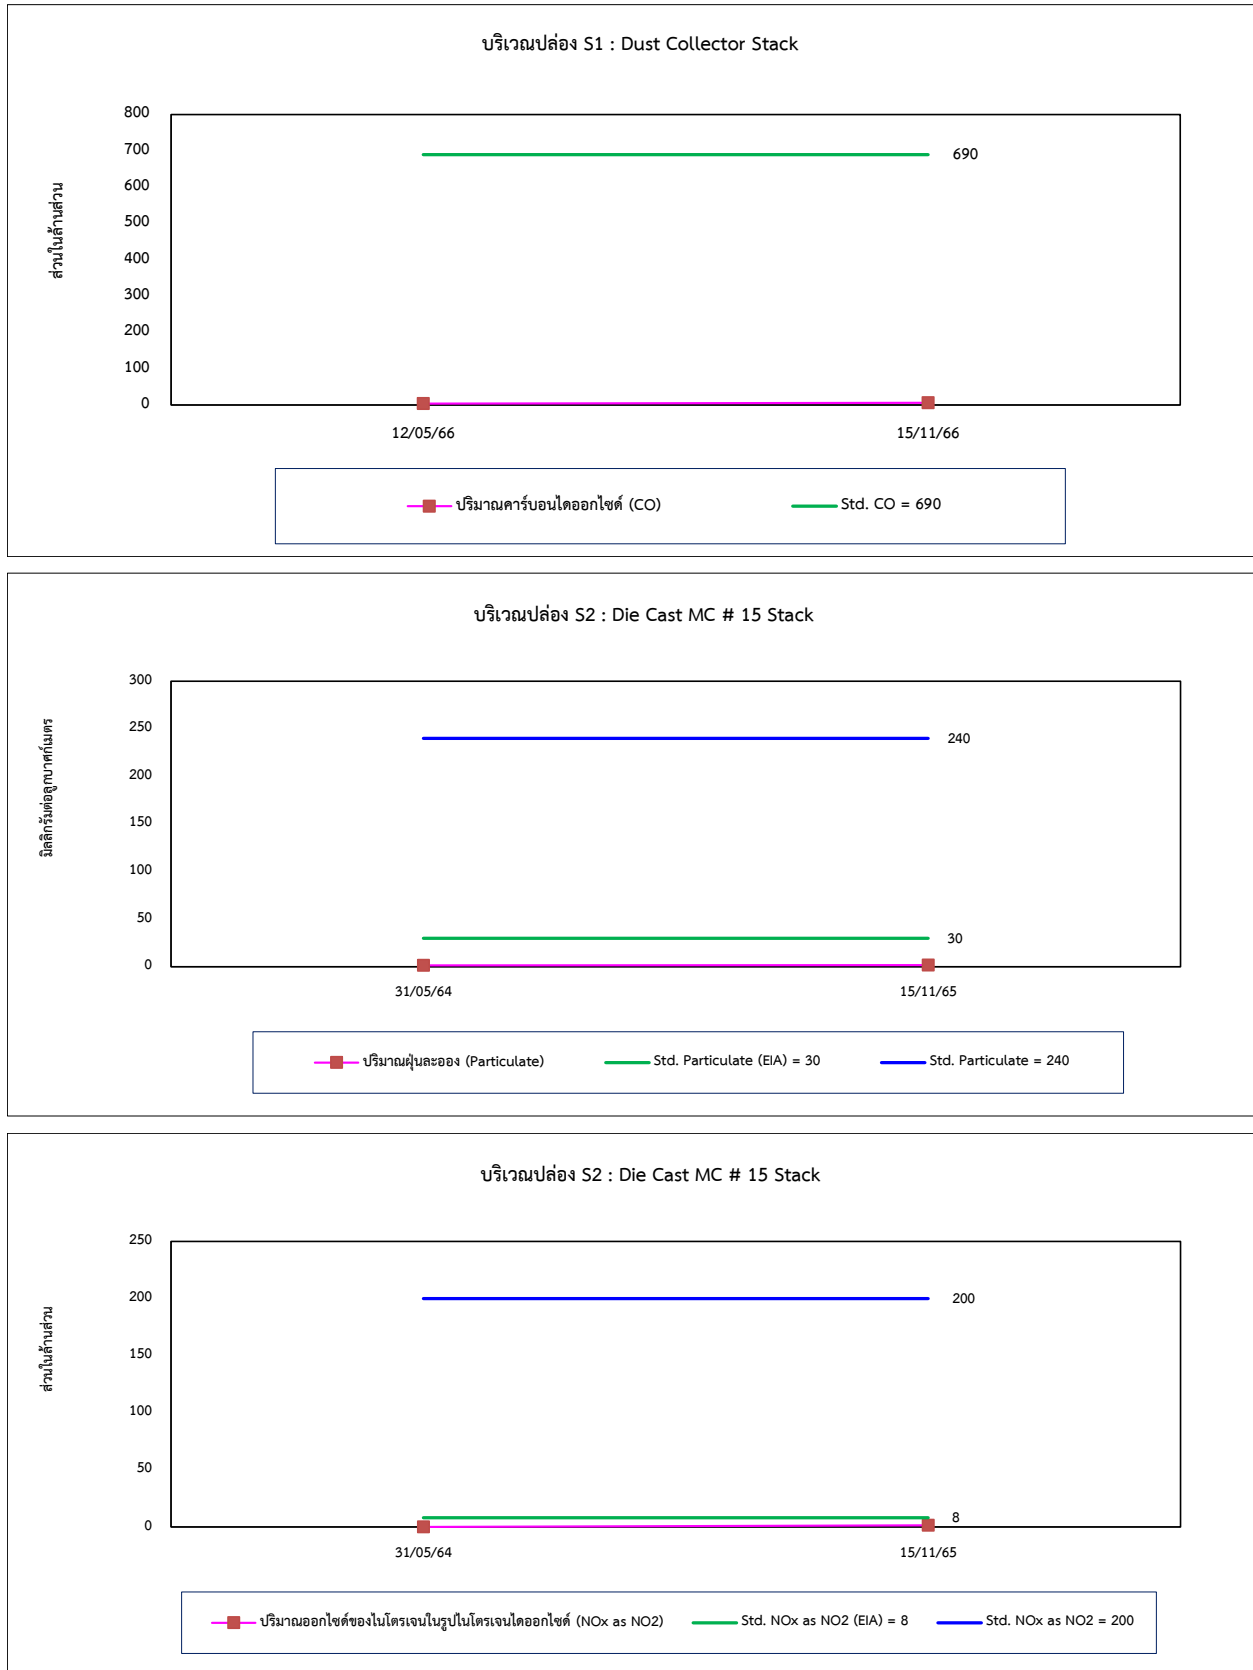 บริเวณปล่อง S1 : Dust Collector Stack
ส่วนในล้านส่วน
800
700
600
500
400
300
200
100
0
690
12/05/66
15/11/66
ปริมาณคาร์บอนไดออกไซด์ (CO)
Std. CO = 690
บริเวณปล่อง S2 : Die Cast MC # 15 Stack
มิลลิกรัมต่อลูกบาศก์เมตร
300
250
200
150
100
50
0
240
30
31/05/64
15/11/65
ปริมาณฝุ่นละออง (Particulate)
Std. Particulate (EIA) = 30
Std. Particulate = 240
บริเวณปล่อง S2 : Die Cast MC # 15 Stack
ส่วนในล้านส่วน
250
200
150
100
50
0
200
8
31/05/64
15/11/65
ปริมาณออกไซด์ของไนโตรเจนในรูปไนโตรเจนไดออกไซด์ (NOx as NO2)
Std. NOx as NO2 (EIA) = 8
Std. NOx as NO2 = 200